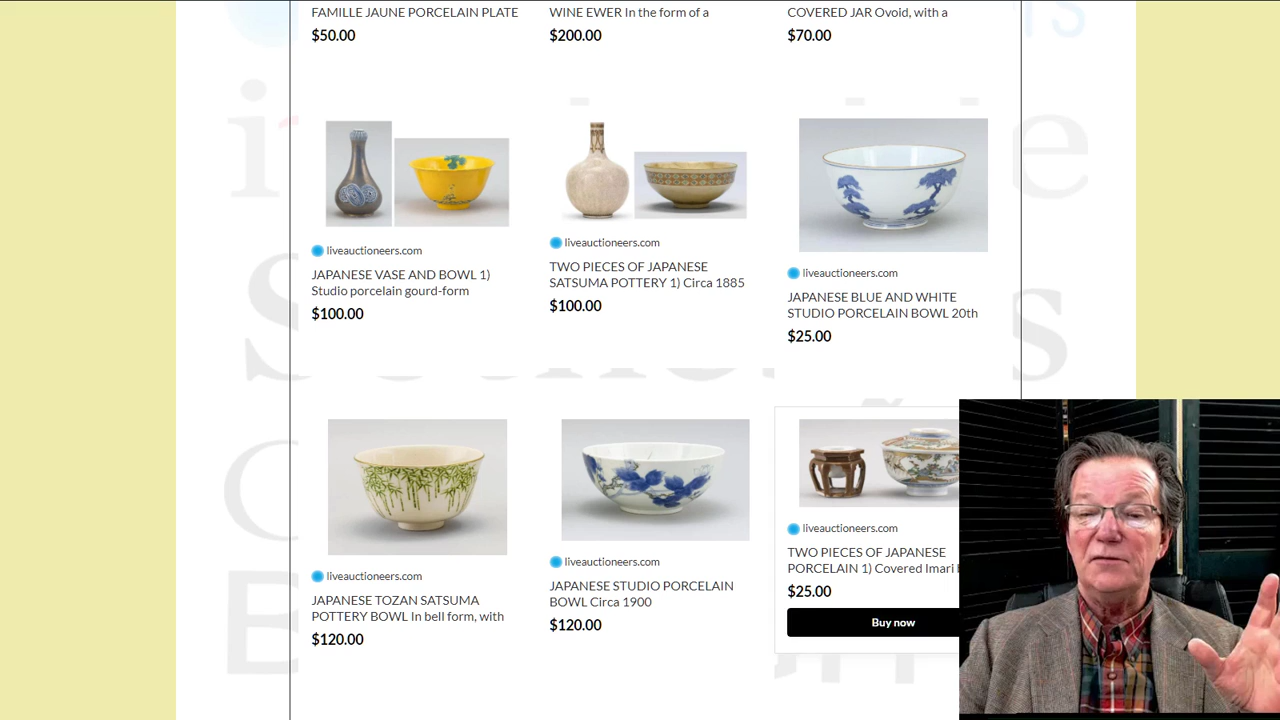 FAMILLE JAUNE PORCELAIN PLATE
$50.00
WINE EWER In the form of a
$200.00
COVERED JAR Ovoid, with a
$70.00
liveauctioneers.com
JAPANESE VASE AND BOWL 1)
Studio porcelain gourd-form
$100.00
liveauctioneers.com
TWO PIECES OF JAPANESE
SATSUMA POTTERY 1) Circa 1885
$100.00
liveauctioneers.com
JAPANESE BLUE AND WHITE
STUDIO PORCELAIN BOWL 20th
$25.00
liveauctioneers.com
JAPANESE TOZAN SATSUMA
POTTERY BOWL In bell form, with
$120.00
liveauctioneers.com
JAPANESE STUDIO PORCELAIN
BOWL Circa 1900
$120.00
liveauctioneers.com
TWO PIECES OF JAPANESE
PORCELAIN 1) Covered Imari
$25.00
Buy now